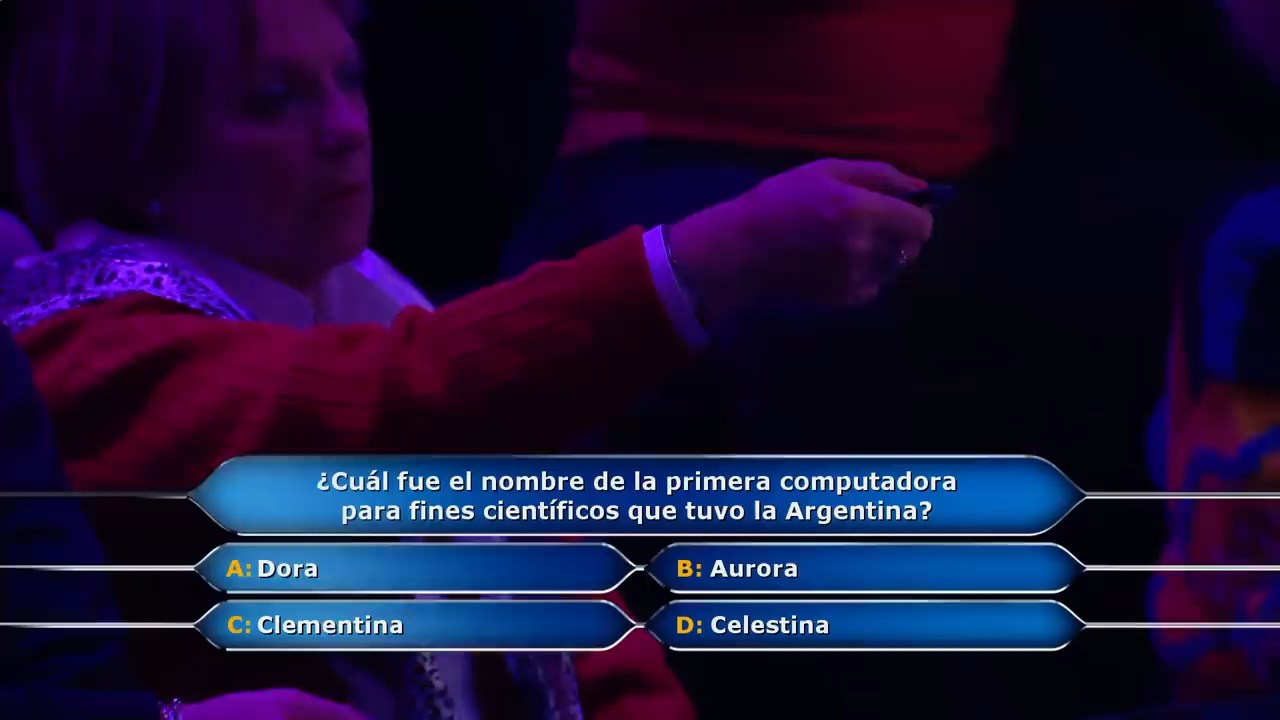 ¿Cuál fue el nombre de la primera computadora
para fines científicos que tuvo la Argentina?
A: Dora
B: Aurora
C: Clementina
D: Celestina